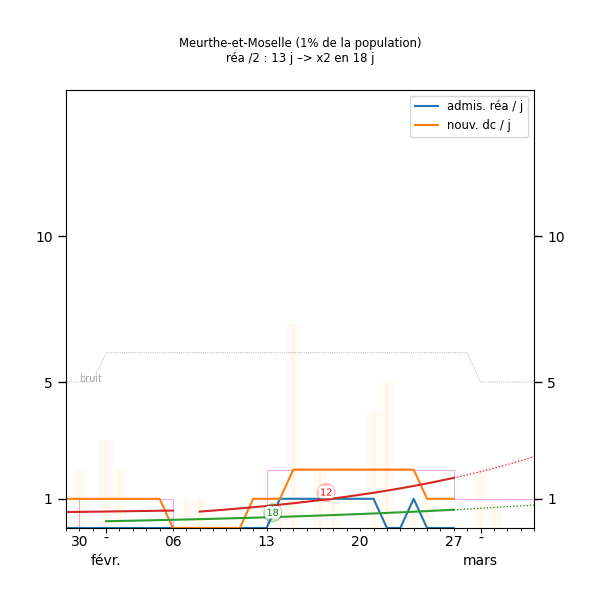 Meurthe-et-Moselle (1% de la population)
réa /2 : 13 j –> x2 en 18 j
admis. réa / j
nouv. dc / j
10
10
5
5
bruit
12
18
1
1
30
-
06
13
20
27
-
févr.
mars